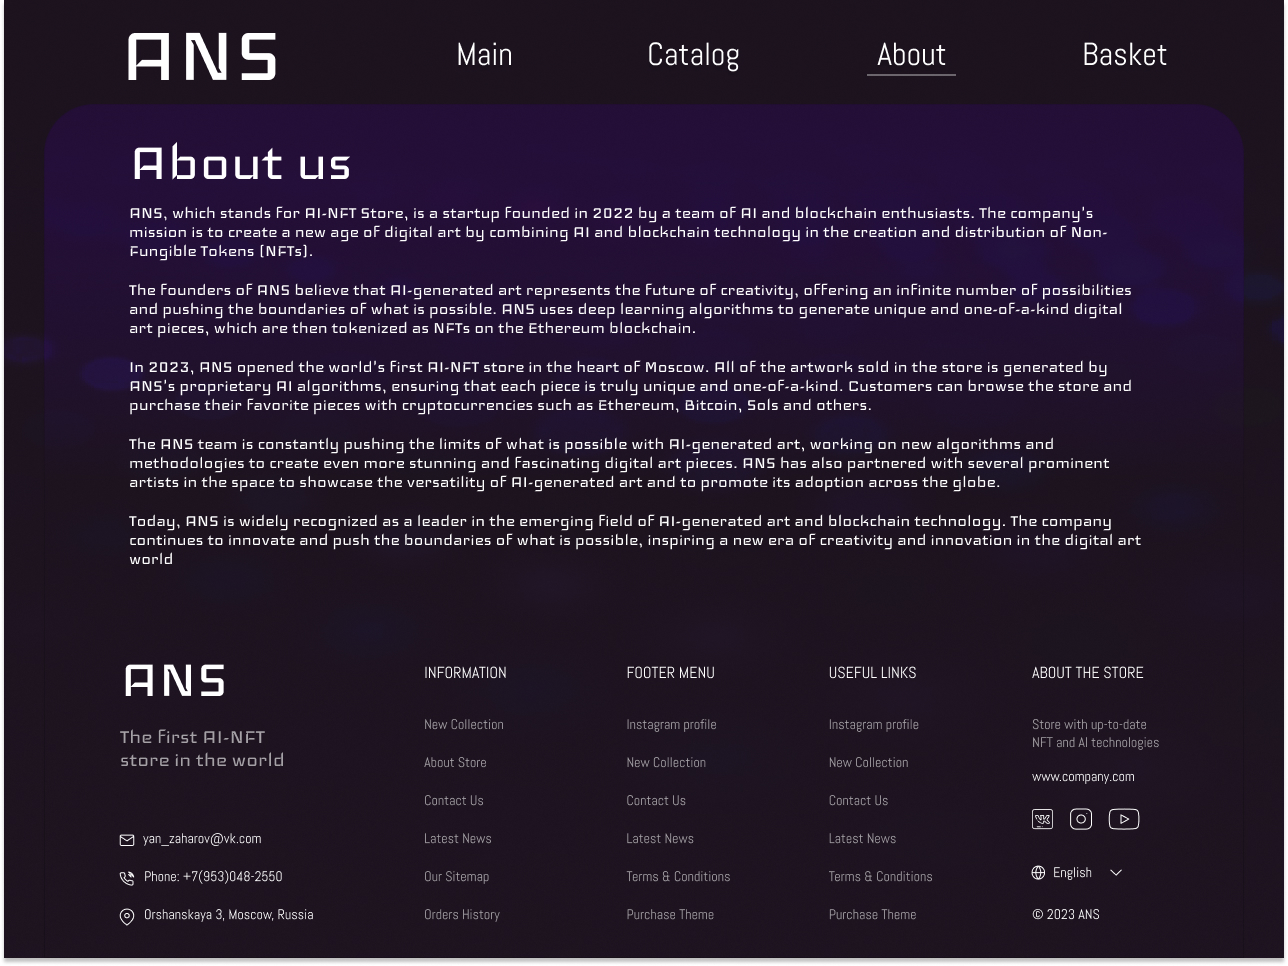 ANS
Main
Catalog
About
Basket
About us
ANS, which stands for AI-NFT Store, is a startup founded in 2022 by a team of AI and blockchain enthusiasts. The company's
mission is to create a new age of digital art by combining AI and blockchain technology in the creation and distribution of Non-
Fungible Tokens (NFTs).
The founders of ANS believe that AI-generated art represents the future of creativity, offering an infinite number of possibilities
and pushing the boundaries of what is possible. ANS uses deep learning algorithms to generate unique and one-of-a-kind digital
art pieces, which are then tokenized as NFTs on the Ethereum blockchain.
In 2023, ANS opened the world's first AI-NFT store in the heart of Moscow. All of the artwork sold in the store is generated by
ANS's proprietary AI algorithms, ensuring that each piece is truly unique and one-of-a-kind. Customers can browse the store and
purchase their favorite pieces with cryptocurrencies such as Ethereum, Bitcoin, Sols and others.
The ANS team is constantly pushing the limits of what is possible with AI-generated art, working on new algorithms and
methodologies to create even more stunning and fascinating digital art pieces. ANS has also partnered with several prominent
artists in the space to showcase the versatility of AI-generated art and to promote its adoption across the globe.
Today, ANS is widely recognized as a leader in the emerging field of AI-generated art and blockchain technology. The company
continues to innovate and push the boundaries of what is possible, inspiring a new era of creativity and innovation in the digital art
world
ANS
The First AI-NFT
store in the world
yan_zaharov@vk.com
Phone: +7(953)048-2550
Orshanskaya 3, Moscow, Russia
INFORMATION
New Collection
About Store
Contact Us
Latest News
Our Sitemap
Orders History
FOOTER MENU
Instagram profile
New Collection
Contact Us
Latest News
Terms & Conditions
Purchase Theme
USEFUL LINKS
Instagram profile
New Collection
Contact Us
Latest News
Terms & Conditions
Purchase Theme
ABOUT THE STORE
Store with up-to-date
NFT and AI technologies
www.company.com
English
© 2023 ANS